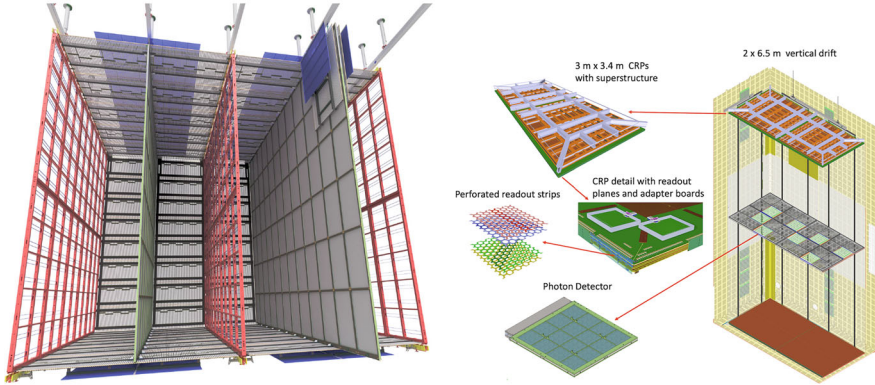 3 m x 3.4 m CRPs
with superstructure
2 x 6.5 m vertical drift
CRP detail with readout
planes and adapter boards
Perforated readout strips
Photon Detector